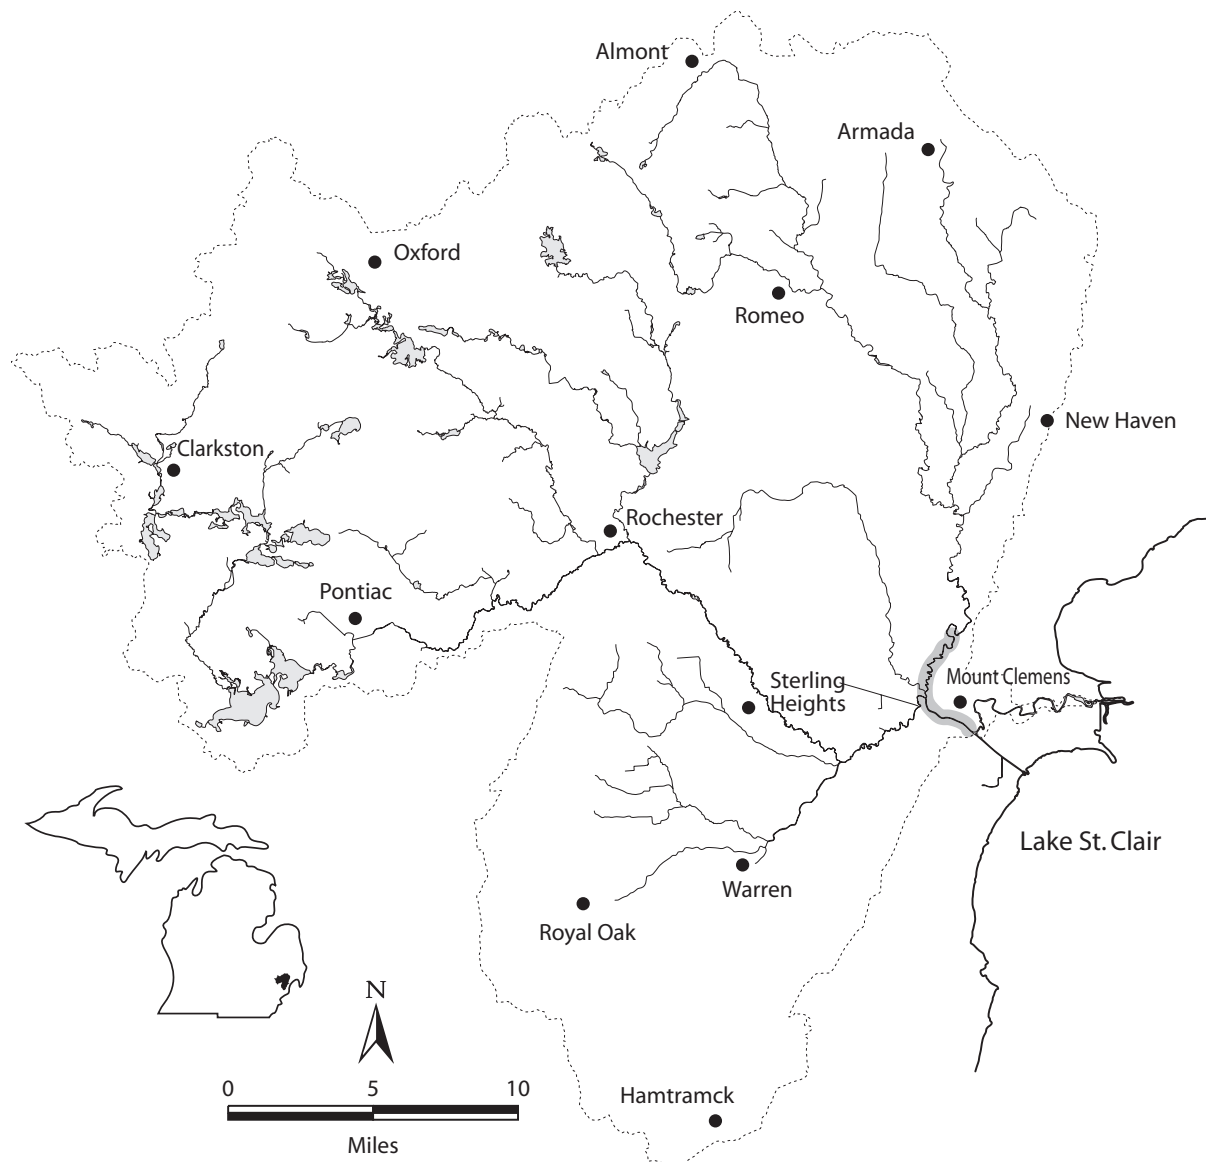 Almont
Armada
Oxford
Romeo
New Haven
Clarkston
Rochester
Pontiac
Mount Clemens
Sterling
Heights
Lake St. Clair
Warren
Royal Oak
N
0 5 10
Miles
Hamtramck